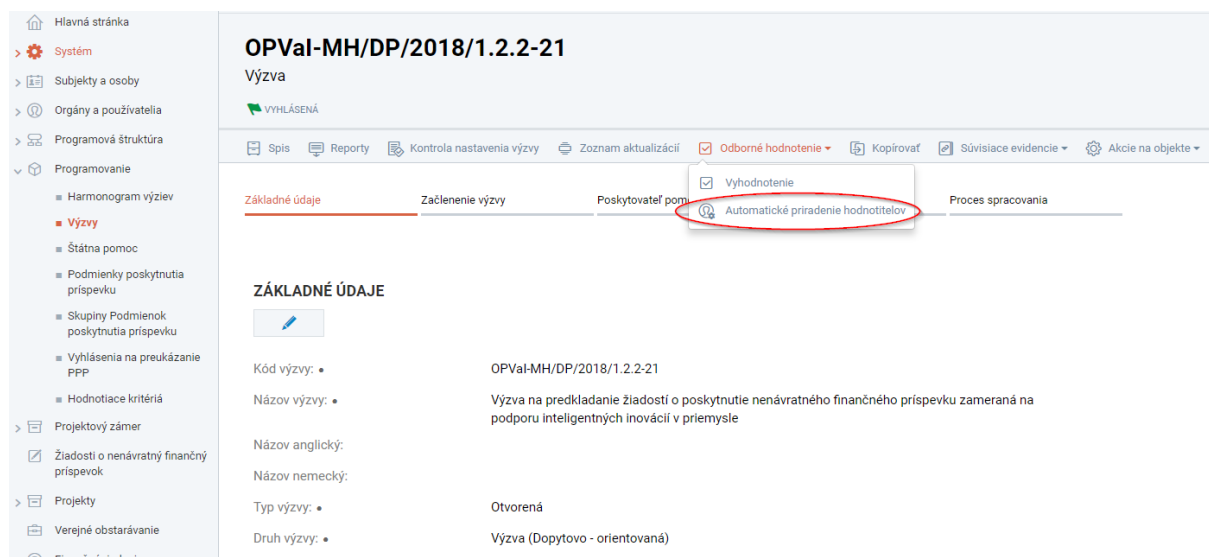 Hlavná stránka
Systém
Subjekty a osoby
Orgány a používatelia
Programová štruktúra
Programovanie
Harmonogram výziev
Výzvy
Štátna pomoc
Podmienky poskytnutia
príspevku
Skupiny Podmienok
poskytnutia príspevku
Vyhlásenia na preukázanie
PPP
Hodnotiace kritériá
Projektový zámer
Žiadosti o nenávratný finančný
príspevok
Projekty
Verejné obstarávanie
OPVaI-MH/DP/2018/1.2.2-21
Výzva
VYHLÁSENÁ
Spis Reporty Kontrola nastavenia výzvy Zoznam aktualizácií Odborné hodnotenie Kopírovať Súvisiace evidencie Akcie na objekte
Vyhodnotenie
Automatické priradenie hodnotiteľov
Základné údaje Začlenenie výzvy Poskytovateľ Proces spracovania
ZÁKLADNÉ ÚDAJE
Kód výzvy: OPVaI-MH/DP/2018/1.2.2-21
Názov výzvy: Výzva na predkladanie žiadostí o poskytnutie nenávratného finančného príspevku zameraná na
podporu inteligentných inovácií v priemysle
Názov anglický:
Názov nemecký:
Typ výzvy: Otvorená
Druh výzvy: Výzva (Dopytovo - orientovaná)